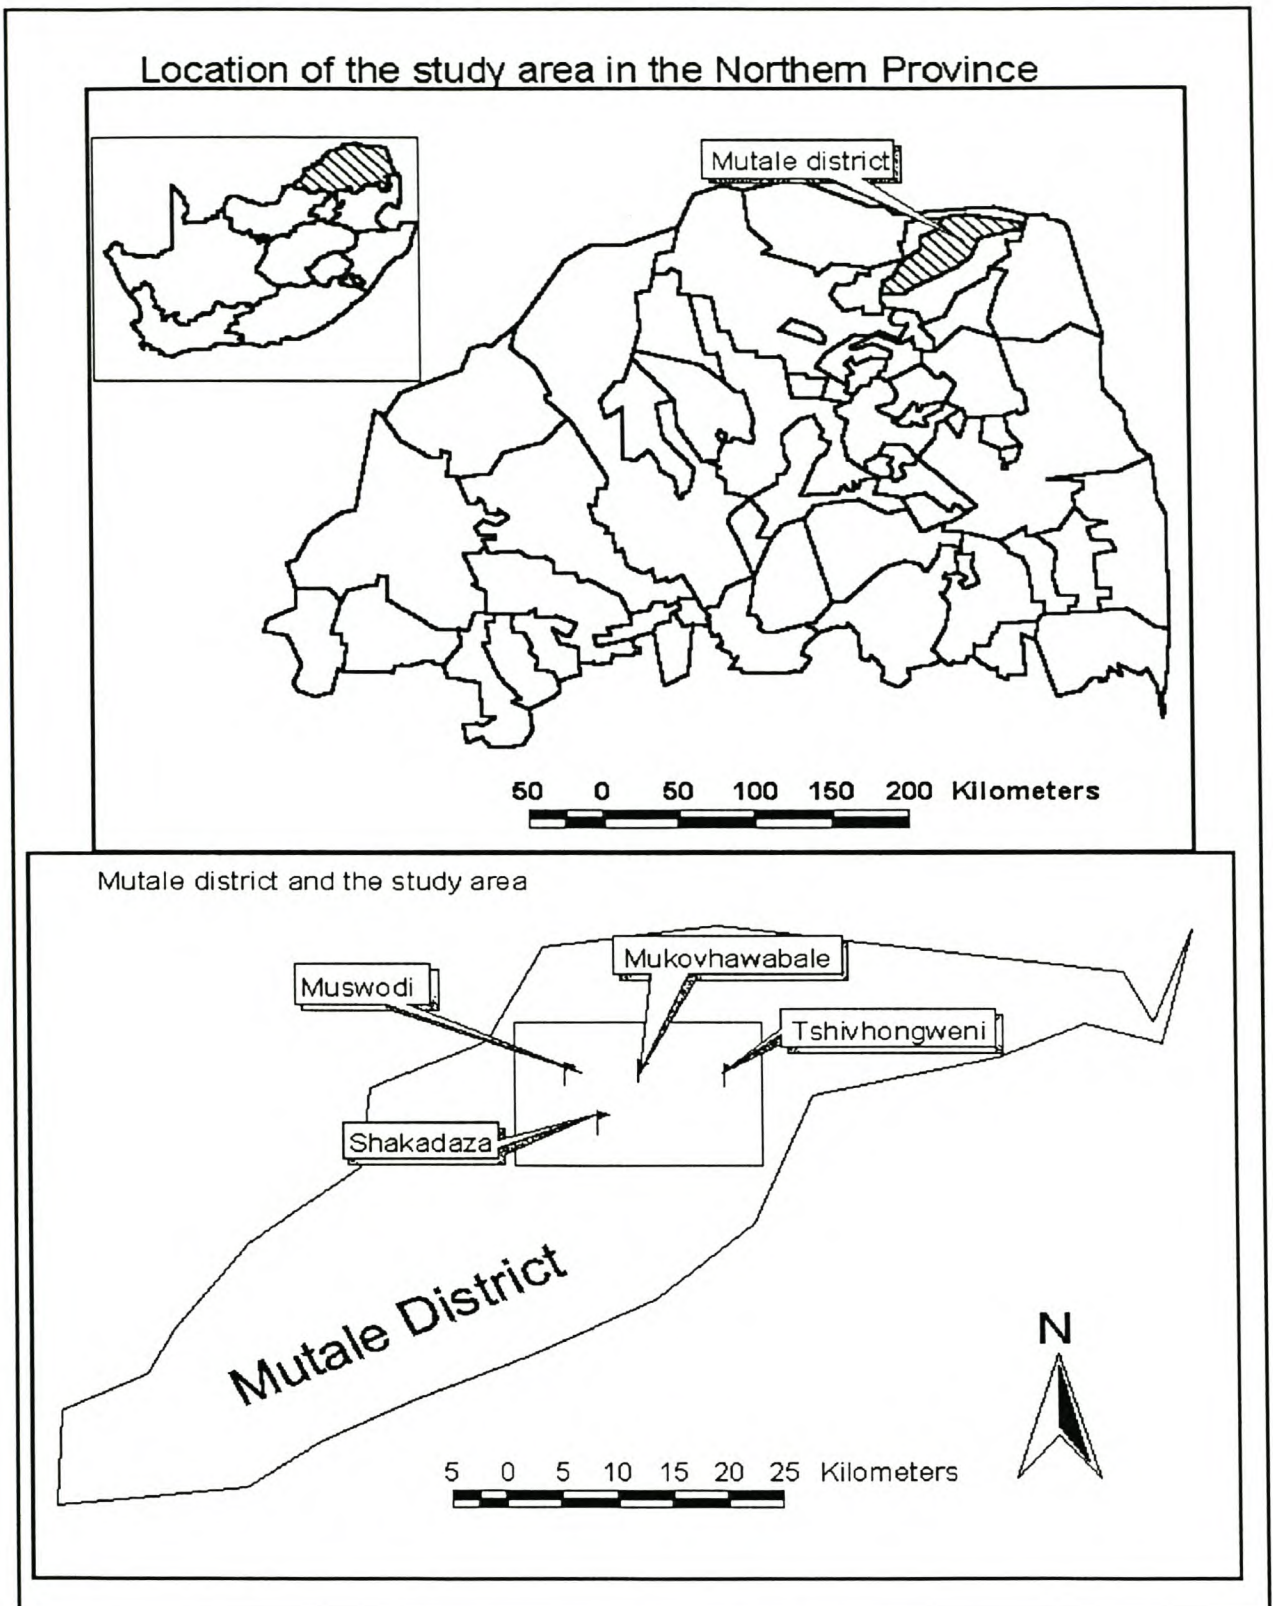 Location of the study area in the Northern Province
Mutale district
50 0 50 100 150 200 Kilometers
Mutale district and the study area
Mukovhawabale
Muswodi
Tshivhongweni
Shakadaza
Mutale District
N
5 0 5 10 15 20 25 Kilometers